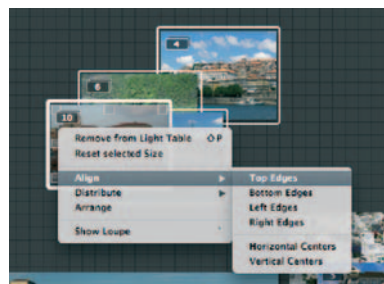 4
6
10
Remove from Light Table ⇧P
Reset selected Size
Align
Distribute
Arrange
Show Loupe `
Top Edges
Bottom Edges
Left Edges
Right Edges
Horizontal Centers
Vertical Centers